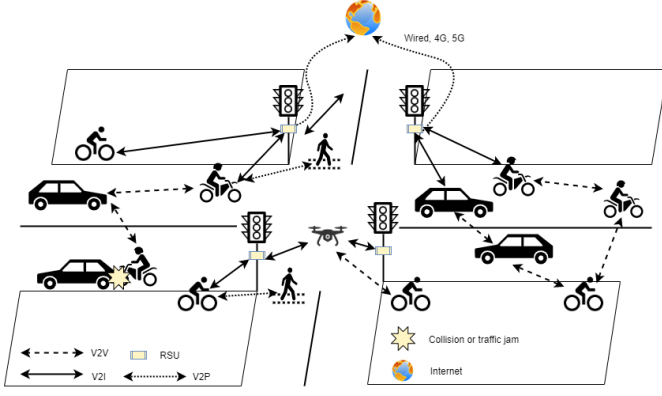 Wired, 4G, 5G
V2V
RSU
V2I
V2P
Collision or traffic jam
Internet